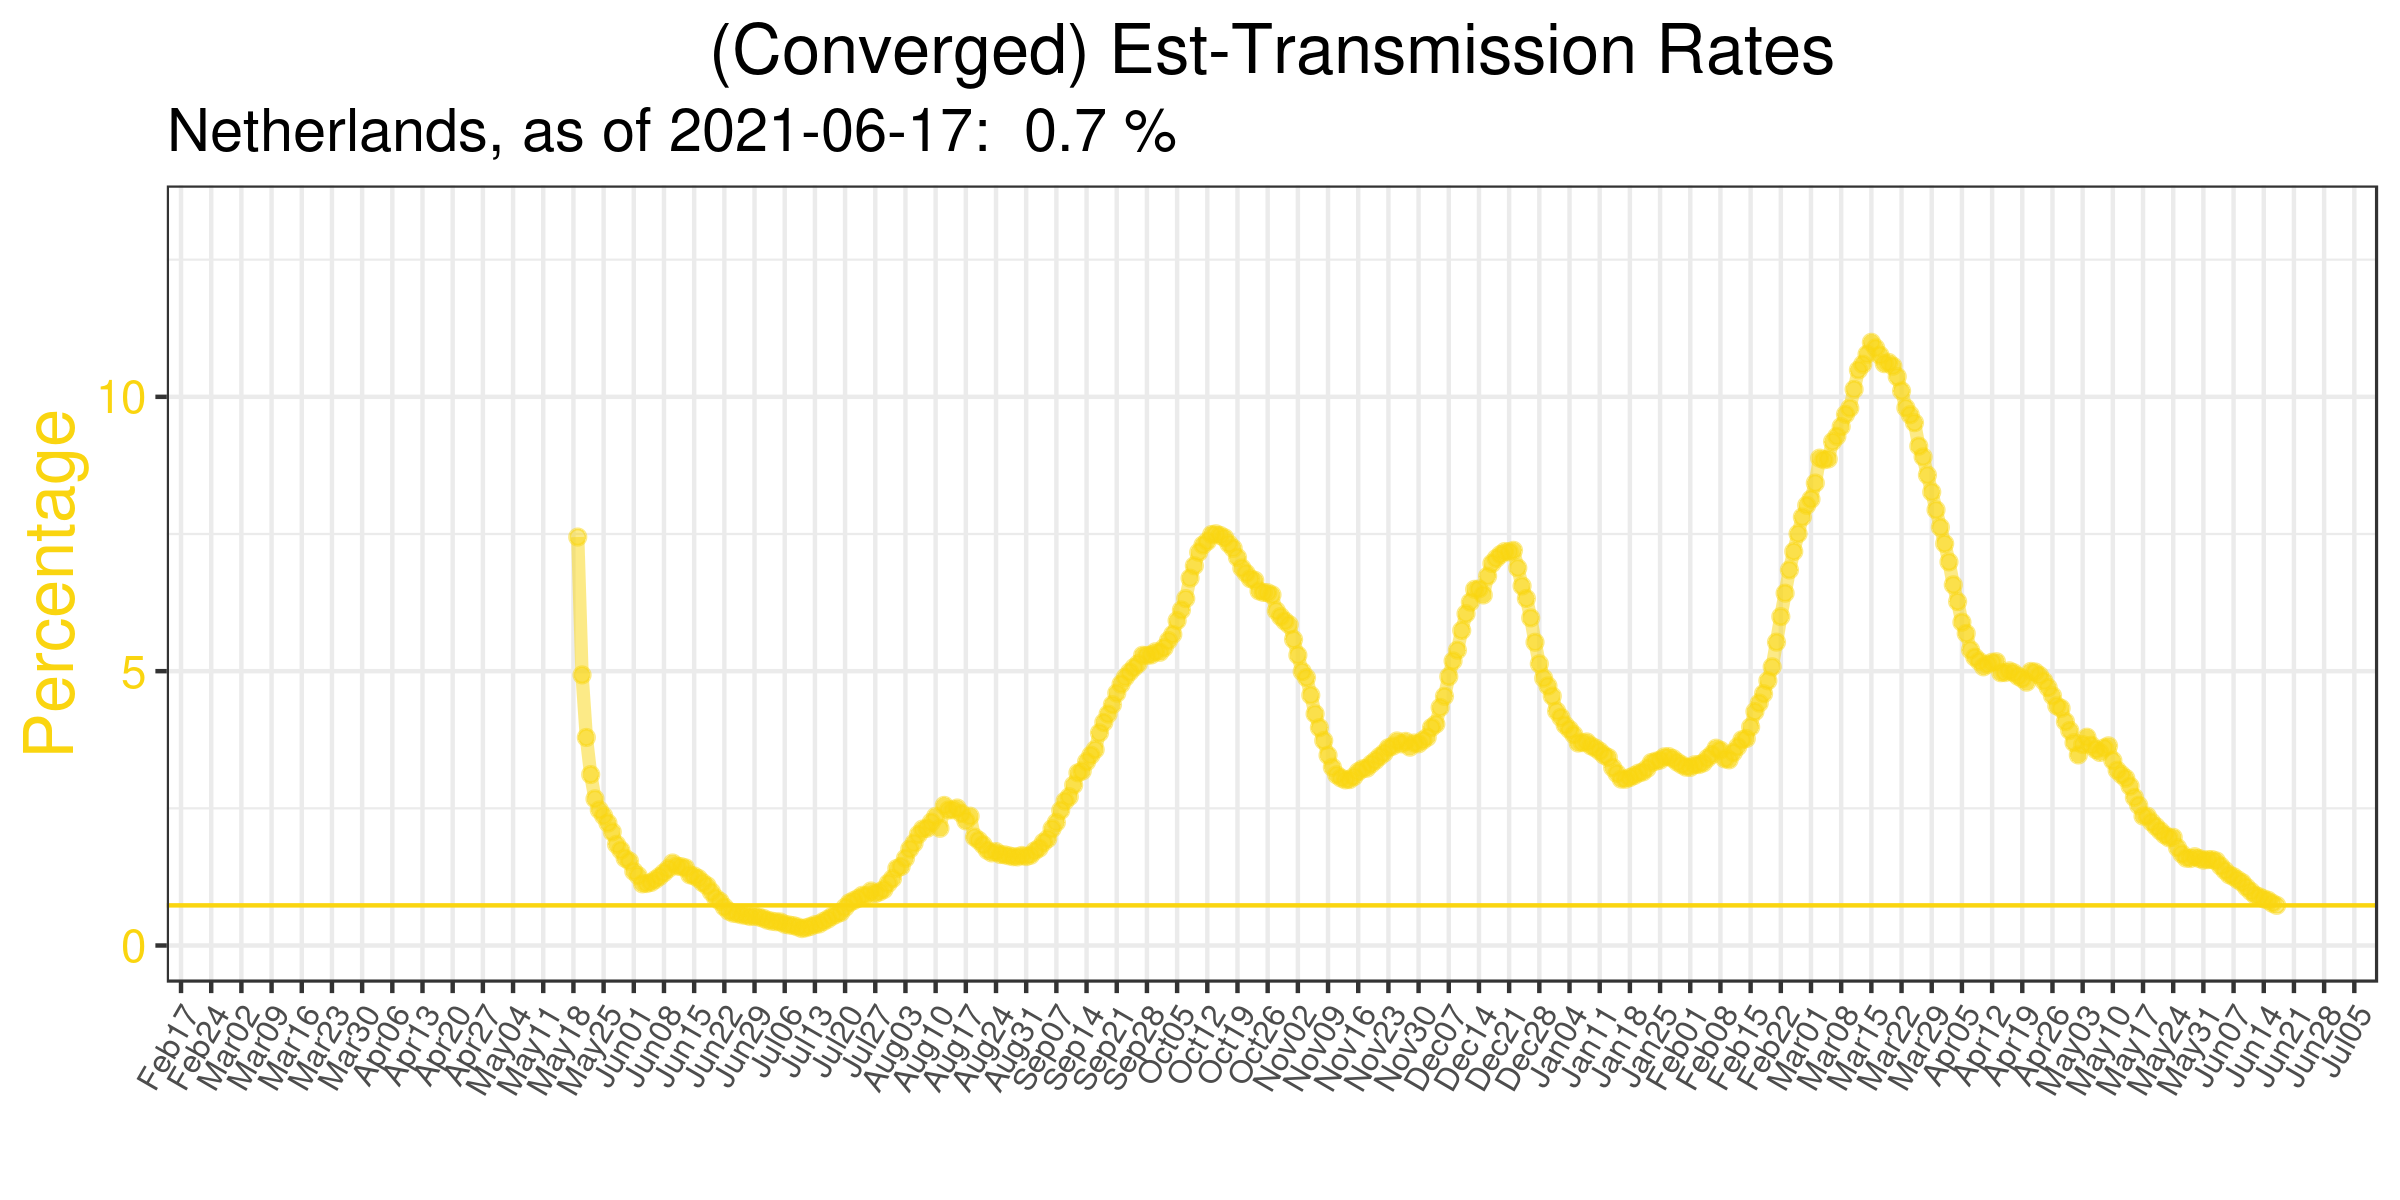 (Converged) Est-Transmission Rates
Netherlands, as of 2021-06-17:  0.7 %
Percentage
10
5
0
Feb17
Feb24
Mar02
Mar09
Mar16
Mar23
Mar30
Apr06
Apr13
Apr20
Apr27
May04
May11
May18
May25
Jun01
Jun08
Jun15
Jun22
Jun29
Jul06
Jul13
Jul20
Jul27
Aug03
Aug10
Aug17
Aug24
Aug31
Sep07
Sep14
Sep21
Sep28
Oct05
Oct12
Oct19
Oct26
Nov02
Nov09
Nov16
Nov23
Nov30
Dec07
Dec14
Dec21
Dec28
Jan04
Jan11
Jan18
Jan25
Feb01
Feb08
Feb15
Feb22
Mar01
Mar08
Mar15
Mar22
Mar29
Apr05
Apr12
Apr19
Apr26
May03
May10
May17
May24
May31
Jun07
Jun14
Jun21
Jun28
Jul05